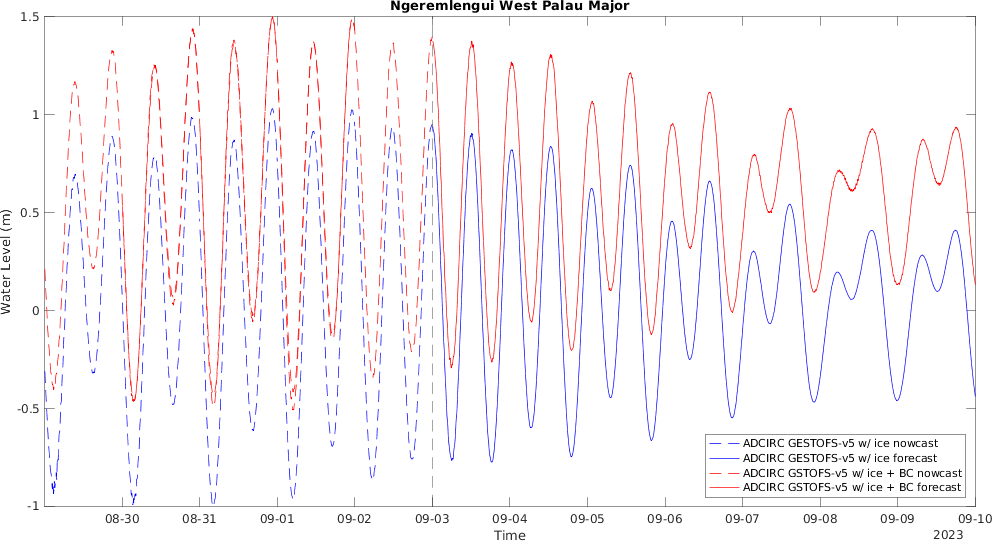 Ngeremlengui West Palau Major
1.5
1
0.5
0
-0.5
-1
Water Level (m)
08-30 08-31 09-01 09-02 09-03 09-04 09-05 09-06 09-07 09-08 09-09 09-10
Time
2023
ADCIRC GESTOFS-v5 w/ ice nowcast
ADCIRC GESTOFS-v5 w/ ice forecast
ADCIRC GSTOFS-v5 w/ ice + BC nowcast
ADCIRC GSTOFS-v5 w/ ice + BC forecast